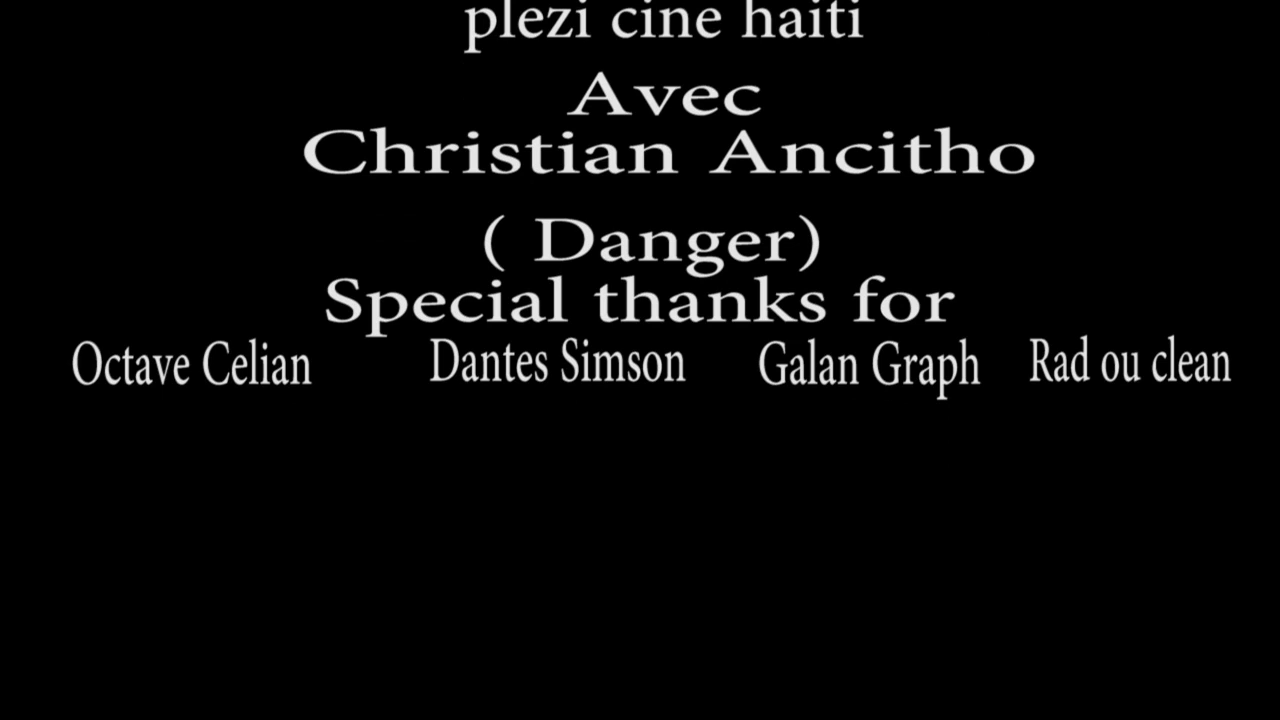 plezi cine haiti
Avec
Christian Ancitho
( Danger)
Special thanks for
Octave Celian Dantes Simson Galan Graph Rad ou clean